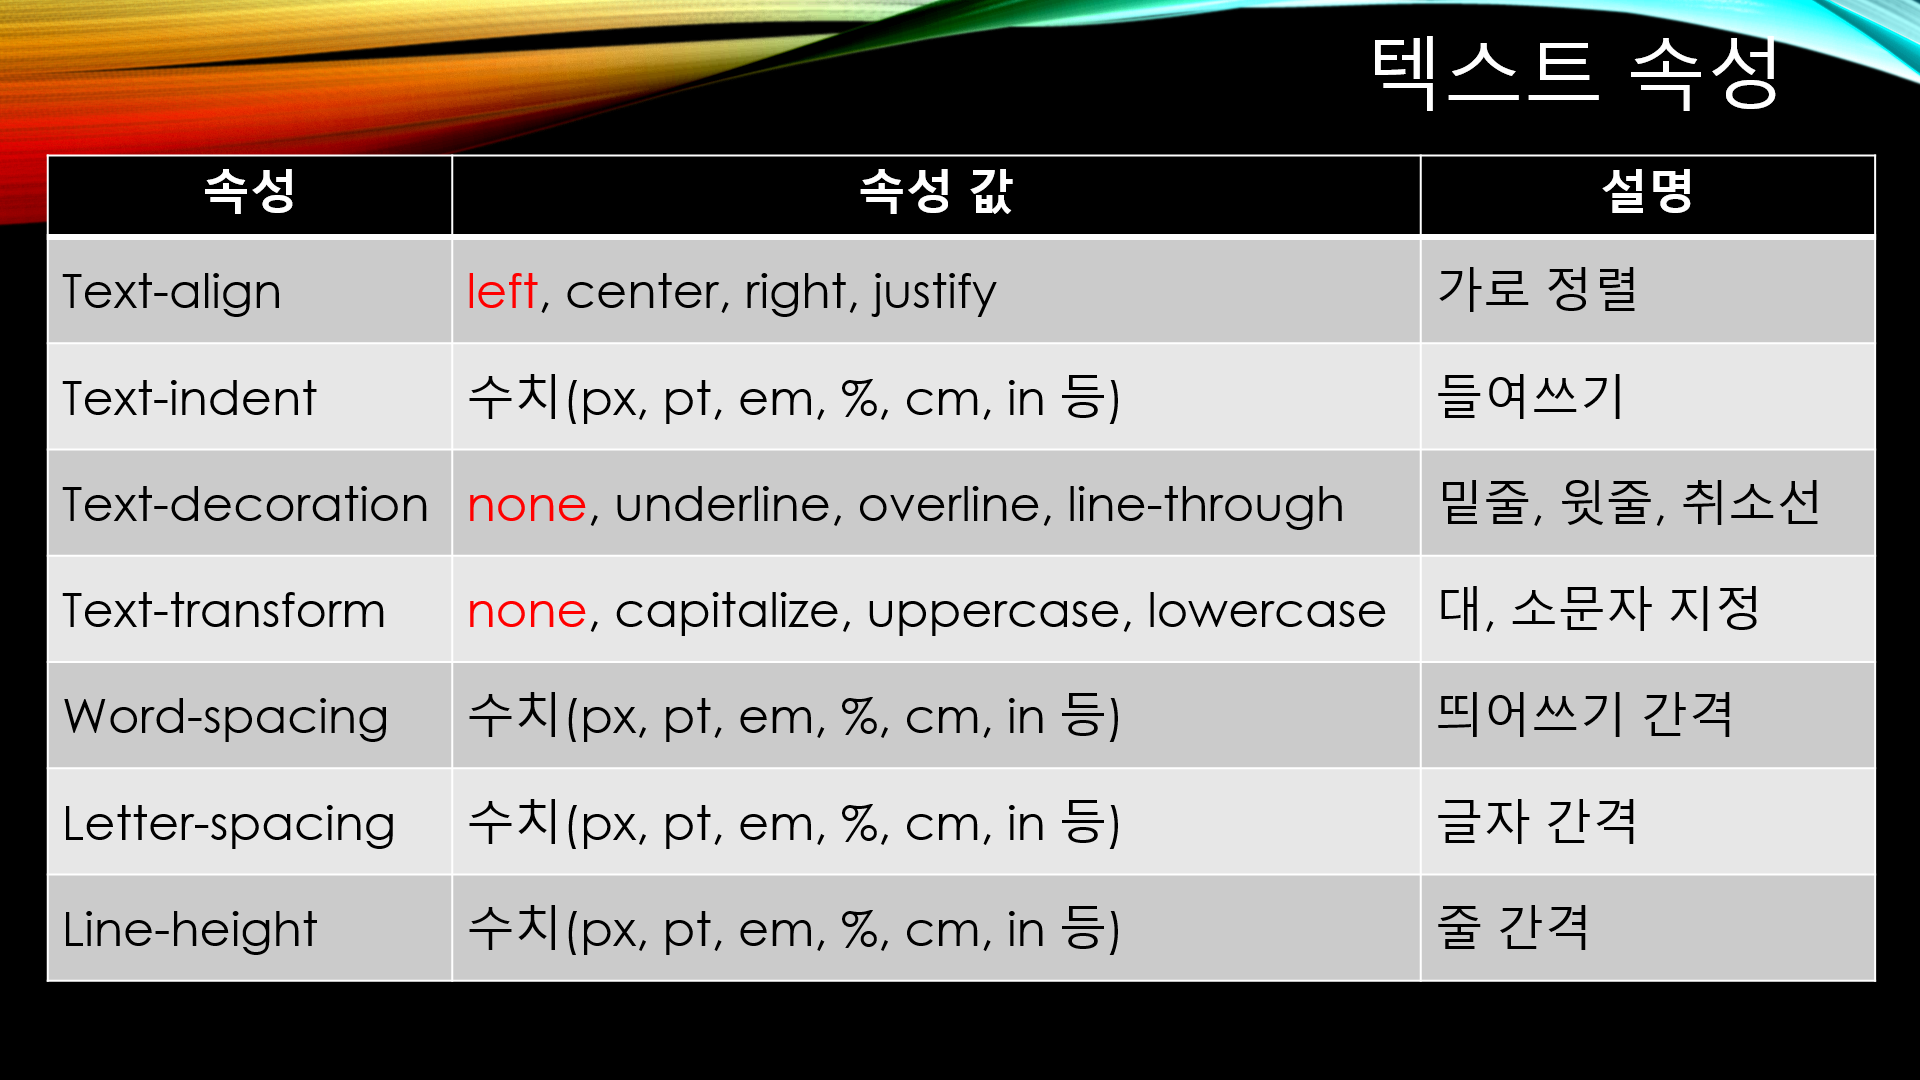 텍스트 속성
속성 속성 값 설명
Text-align left, center, right, justify 가로 정렬
Text-indent 수치(px, pt, em, %, cm, in 등) 들여쓰기
Text-decoration none, underline, overline, line-through 밑줄, 윗줄, 취소선
Text-transform none, capitalize, uppercase, lowercase 대, 소문자 지정
Word-spacing 수치(px, pt, em, %, cm, in 등) 띄어쓰기 간격
Letter-spacing 수치(px, pt, em, %, cm, in 등) 글자 간격
Line-height 수치(px, pt, em, %, cm, in 등) 줄 간격